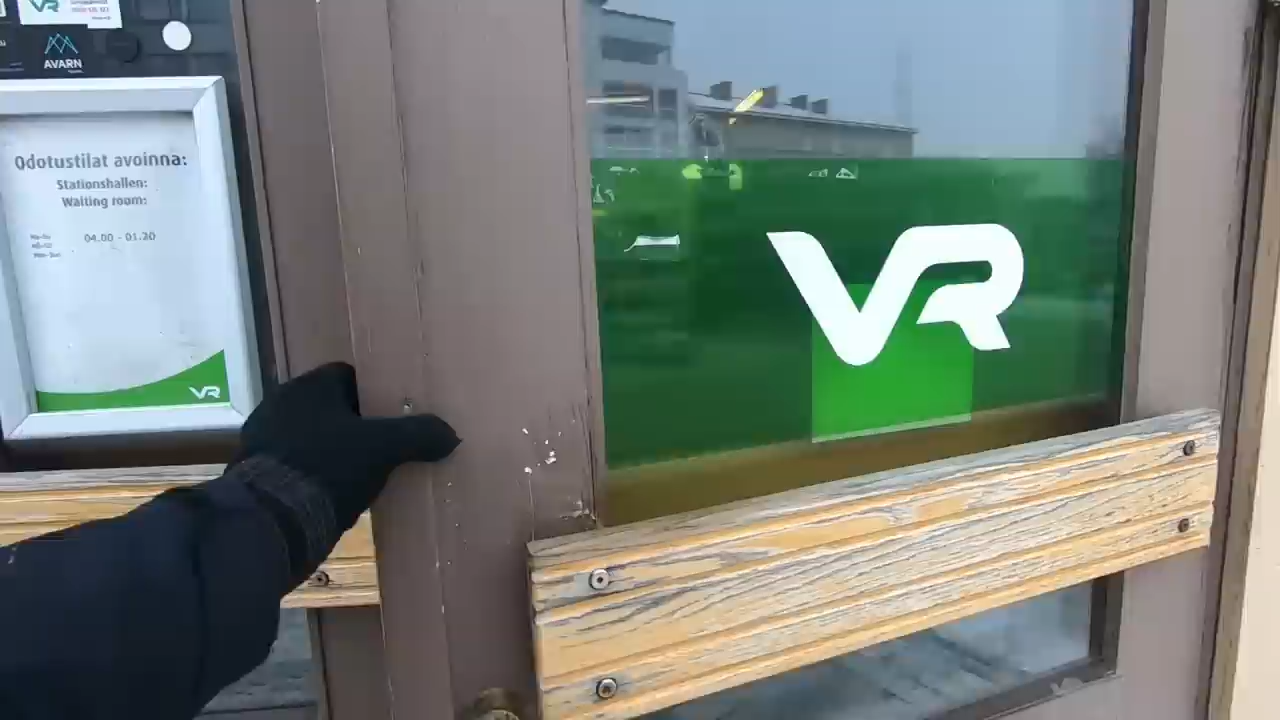 VR
AVARN
Odotustilat avoinna:
Stationshallen:
Waiting room:
04.00 - 01.20
VR
VR